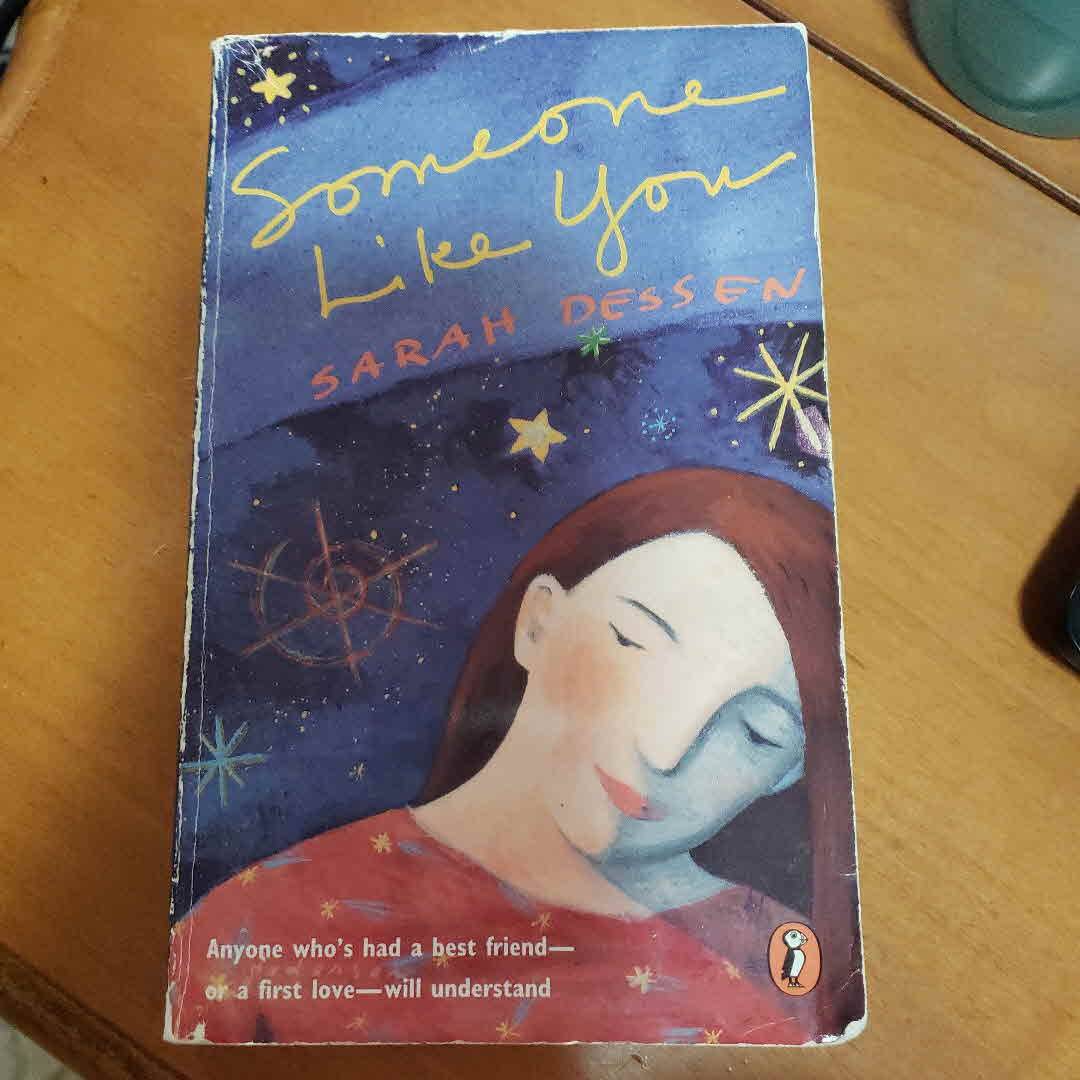 Someone
Like You
SARAH DESSEN
Anyone who's had a best friend—
or a first love—will understand